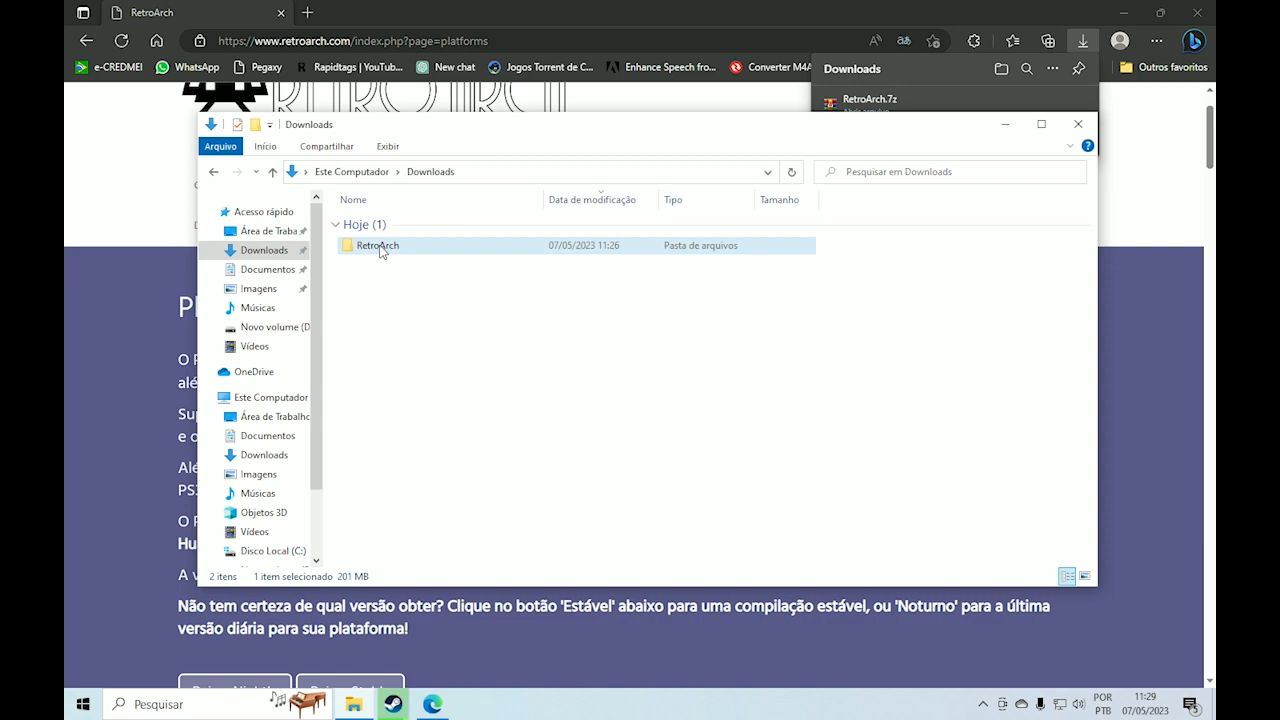 RetroArch
https://www.retroarch.com/index.php?page=platforms
e-CREDMEI
WhatsApp
Pegaxy
Rapidtags | YouTub...
New chat
Jogos Torrent de C...
Enhance Speech fro...
Converter M4A
Outros favoritos
Downloads
RetroArch.7z
Downloads
Arquivo Início Compartilhar Exibir
Este Computador > Downloads
Pesquisar em Downloads
Nome Data de modificação Tipo Tamanho
Hoje (1)
RetroArch 07/05/2023 11:26 Pasta de arquivos
Acesso rápido
Área de Traba
Downloads
Documentos
Imagens
Músicas
Novo volume (D
Vídeos
OneDrive
Este Computador
Área de Trabalho
Documentos
Downloads
Imagens
Músicas
Objetos 3D
Vídeos
Disco Local (C:)
2 itens 1 item selecionado 201 MB
O
alé
Sup
e o
Alé
PS
O
Hu
A v
Não tem certeza de qual versão obter? Clique no botão 'Estável' abaixo para uma compilação estável, ou 'Noturno' para a última
versão diária para sua plataforma!
Pesquisar
POR
PTB
11:29
07/05/2023
5